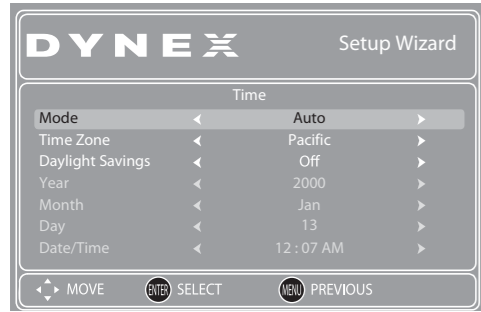 DYNEX Setup Wizard
Time
Mode Auto
Time Zone Pacific
Daylight Savings Off
Year 2000
Month Jan
Day 13
Date/Time 12 : 07 AM
MOVE ENTER SELECT MENU PREVIOUS